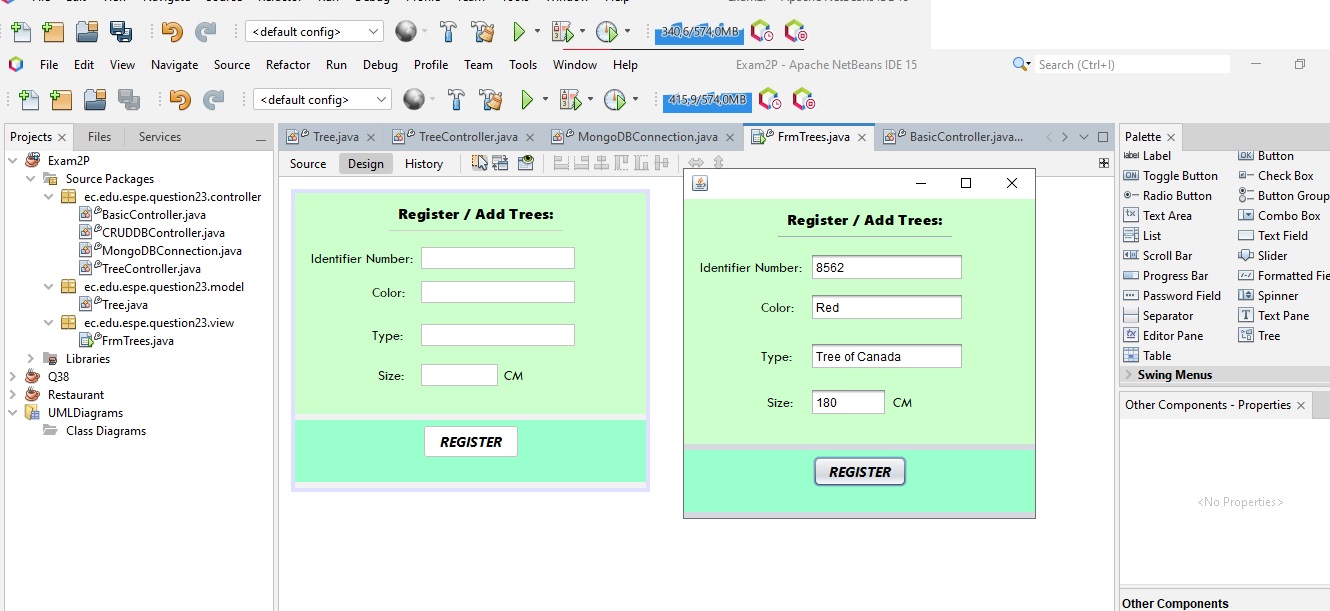 <default config>
340,6/574,0MB
File Edit View Navigate Source Refactor Run Debug Profile Team Tools Window Help
Exam2P - Apache NetBeans IDE 15
Search (Ctrl+I)
<default config>
415,9/574,0MB
Projects Files Services
Tree.java TreeController.java MongoDBConnection.java FrmTrees.java BasicController.java...
Source Design History
Exam2P
Source Packages
ec.edu.espe.question23.controller
BasicController.java
CRUDDBController.java
MongoDBConnection.java
TreeController.java
ec.edu.espe.question23.model
Tree.java
ec.edu.espe.question23.view
FrmTrees.java
Libraries
Q38
Restaurant
UMLDiagrams
Class Diagrams
Register / Add Trees:
Identifier Number:
Color:
Type:
Size: CM
REGISTER
Register / Add Trees:
Identifier Number: 8562
Color: Red
Type: Tree of Canada
Size: 180 CM
REGISTER
Palette
label Label OK Button
ON Toggle Button Check Box
Radio Button Button Group
Text Area Combo Box
List Text Field
Scroll Bar Slider
Progress Bar Formatted Fie
Password Field Spinner
Separator Text Pane
Editor Pane Tree
Table
Swing Menus
Other Components - Properties
<No Properties>
Other Components